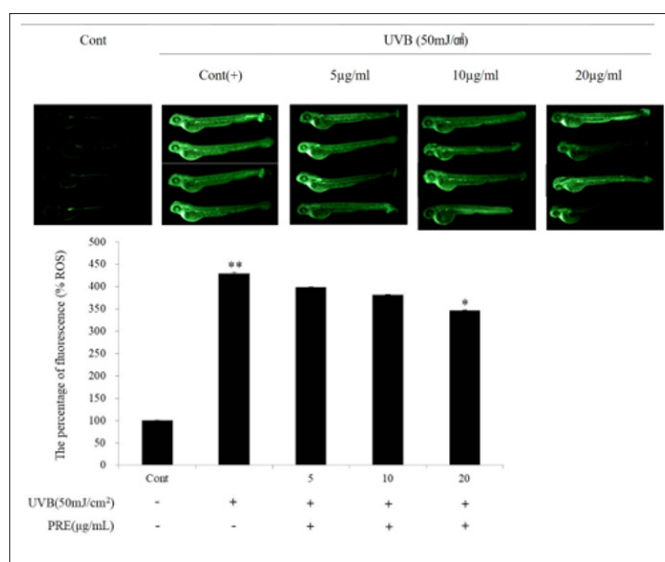 Cont UVB (50mJ/㎠)
Cont(+) 5µg/ml 10µg/ml 20µg/ml
The percentage of fluorescence (% ROS)
500
450
400
350
300
250
200
150
100
50
0
**
*
Cont 5 10 20
UVB(50mJ/cm²) - + + + +
PRE(µg/mL) - - + + +